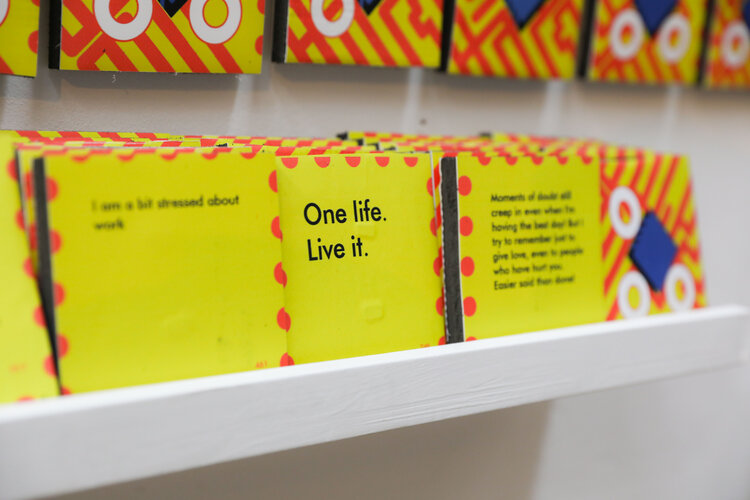 I am a bit stressed about
work
One life.
Live it.
Moments of doubt still
creep in even when I'm
having the best day! But I
try to remember just to
give love, even to people
who have hurt you.
Easier said than done!